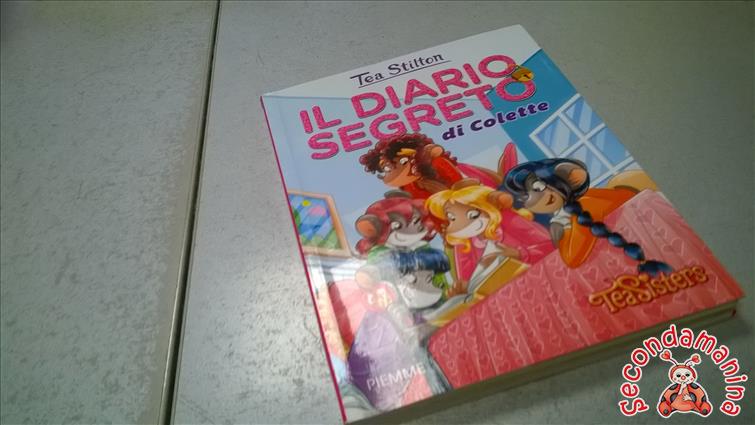 Tea Stilton
IL DIARIO
SEGRETO
di Colette
TeaSisters
PIEMME
secondamanina